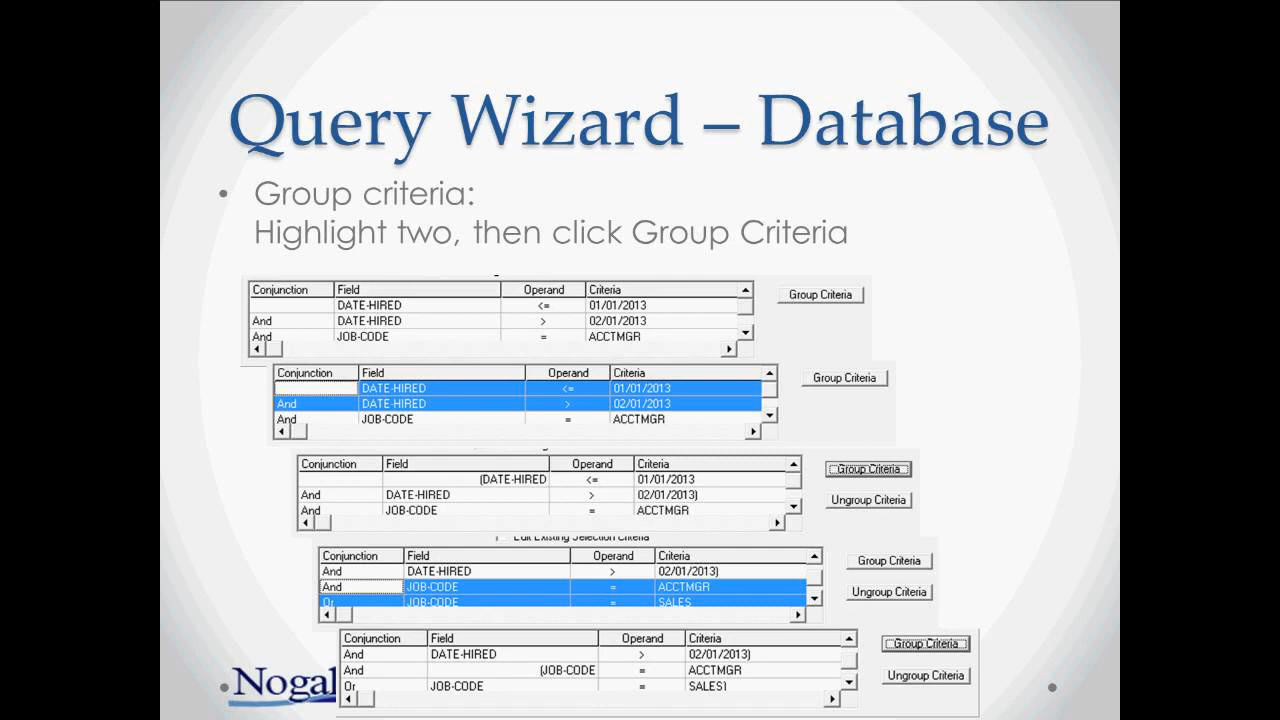 Query Wizard – Database
• Group criteria:
Highlight two, then click Group Criteria
Conjunction Field Operand Criteria
DATE-HIRED <= 01/01/2013
And DATE-HIRED > 02/01/2013
And JOB-CODE = ACCTMGR
Group Criteria
Conjunction Field Operand Criteria
DATE-HIRED <= 01/01/2013
And DATE-HIRED > 02/01/2013
And JOB-CODE = ACCTMGR
Group Criteria
Conjunction Field Operand Criteria
(DATE-HIRED <= 01/01/2013
And DATE-HIRED > 02/01/2013)
And JOB-CODE = ACCTMGR
Group Criteria
Ungroup Criteria
Edit Existing Selection Criteria
Conjunction Field Operand Criteria
And DATE-HIRED > 02/01/2013)
And JOB-CODE = ACCTMGR
Or JOB-CODE = SALES
Group Criteria
Ungroup Criteria
Conjunction Field Operand Criteria
And DATE-HIRED > 02/01/2013)
And (JOB-CODE = ACCTMGR
Or JOB-CODE = SALES)
Group Criteria
Ungroup Criteria
Nogal